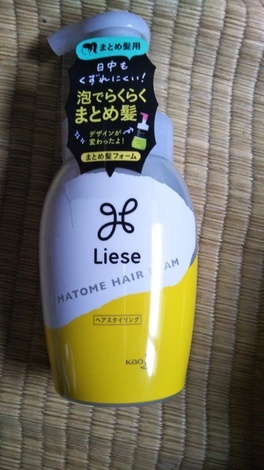 まとめ髪用
日中も
くずれにくい!
泡でらくらく
まとめ髪
デザインが
変わったよ!
まとめ髪フォーム
Liese
MATOME HAIR FOAM
ヘアスタイリング
Kao